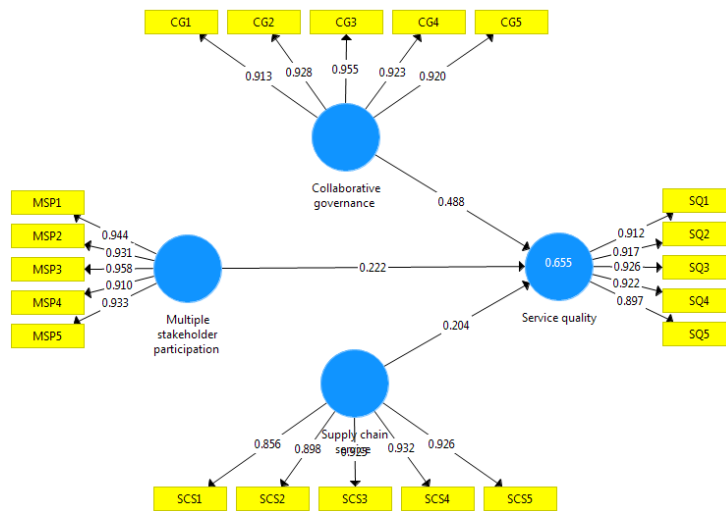 CG1 CG2 CG3 CG4 CG5
0.913 0.928 0.955 0.923 0.920
Collaborative
governance
0.488
MSP1
MSP2
MSP3
MSP4
MSP5
0.944
0.931
0.958
0.910
0.933
Multiple
stakeholder
participation
0.222
0.655
Service quality
0.912
0.917
0.926
0.922
0.897
SQ1
SQ2
SQ3
SQ4
SQ5
0.204
Supply chain
service
0.856 0.898 0.923 0.932 0.926
SCS1 SCS2 SCS3 SCS4 SCS5